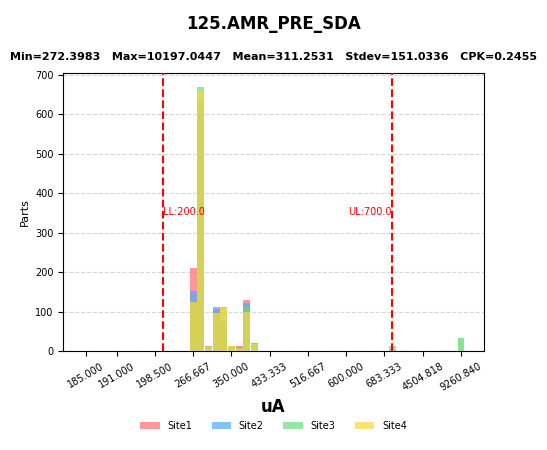 125.AMR_PRE_SDA
Min=272.3983 Max=10197.0447 Mean=311.2531 Stdev=151.0336 CPK=0.2455
700
600
500
400
300
200
100
0
Parts
LL:200.0 UL:700.0
185.000 191.000 198.500 266.667 350.000 433.333 516.667 600.000 683.333 4504.818 9260.840
uA
Site1 Site2 Site3 Site4